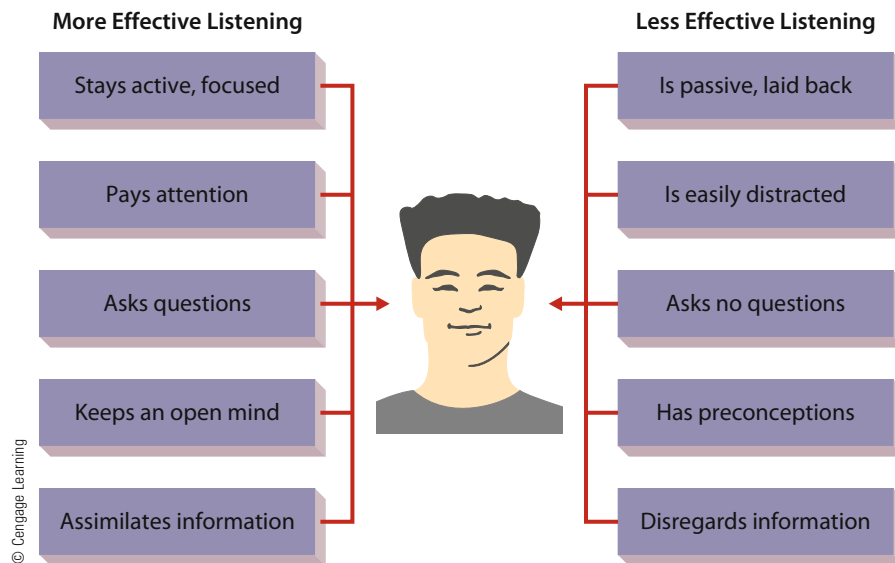 More Effective Listening
Less Effective Listening
Stays active, focused
Is passive, laid back
Pays attention
Is easily distracted
Asks questions
Asks no questions
Keeps an open mind
Has preconceptions
Assimilates information
Disregards information
© Cengage Learning